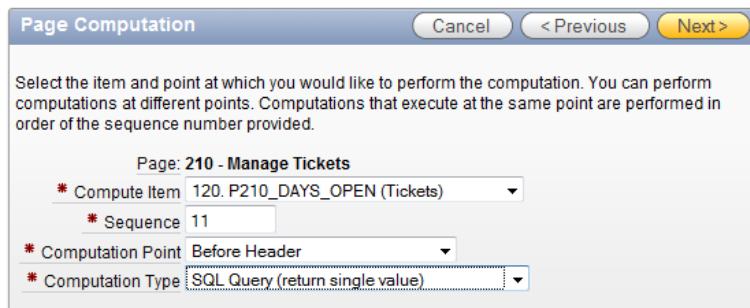 Page Computation Cancel < Previous Next >
Select the item and point at which you would like to perform the computation. You can perform
computations at different points. Computations that execute at the same point are performed in
order of the sequence number provided.
Page: 210 - Manage Tickets
* Compute Item 120. P210_DAYS_OPEN (Tickets)
* Sequence 11
* Computation Point Before Header
* Computation Type SQL Query (return single value)